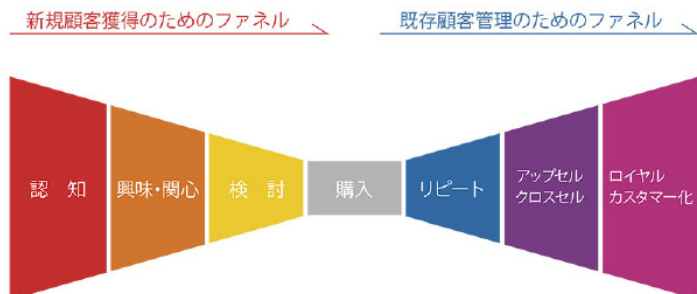 新規顧客獲得のためのファネル
既存顧客管理のためのファネル
認 知
興味・関心
検 討
購入
リピート
アップセル
クロスセル
ロイヤル
カスタマー化